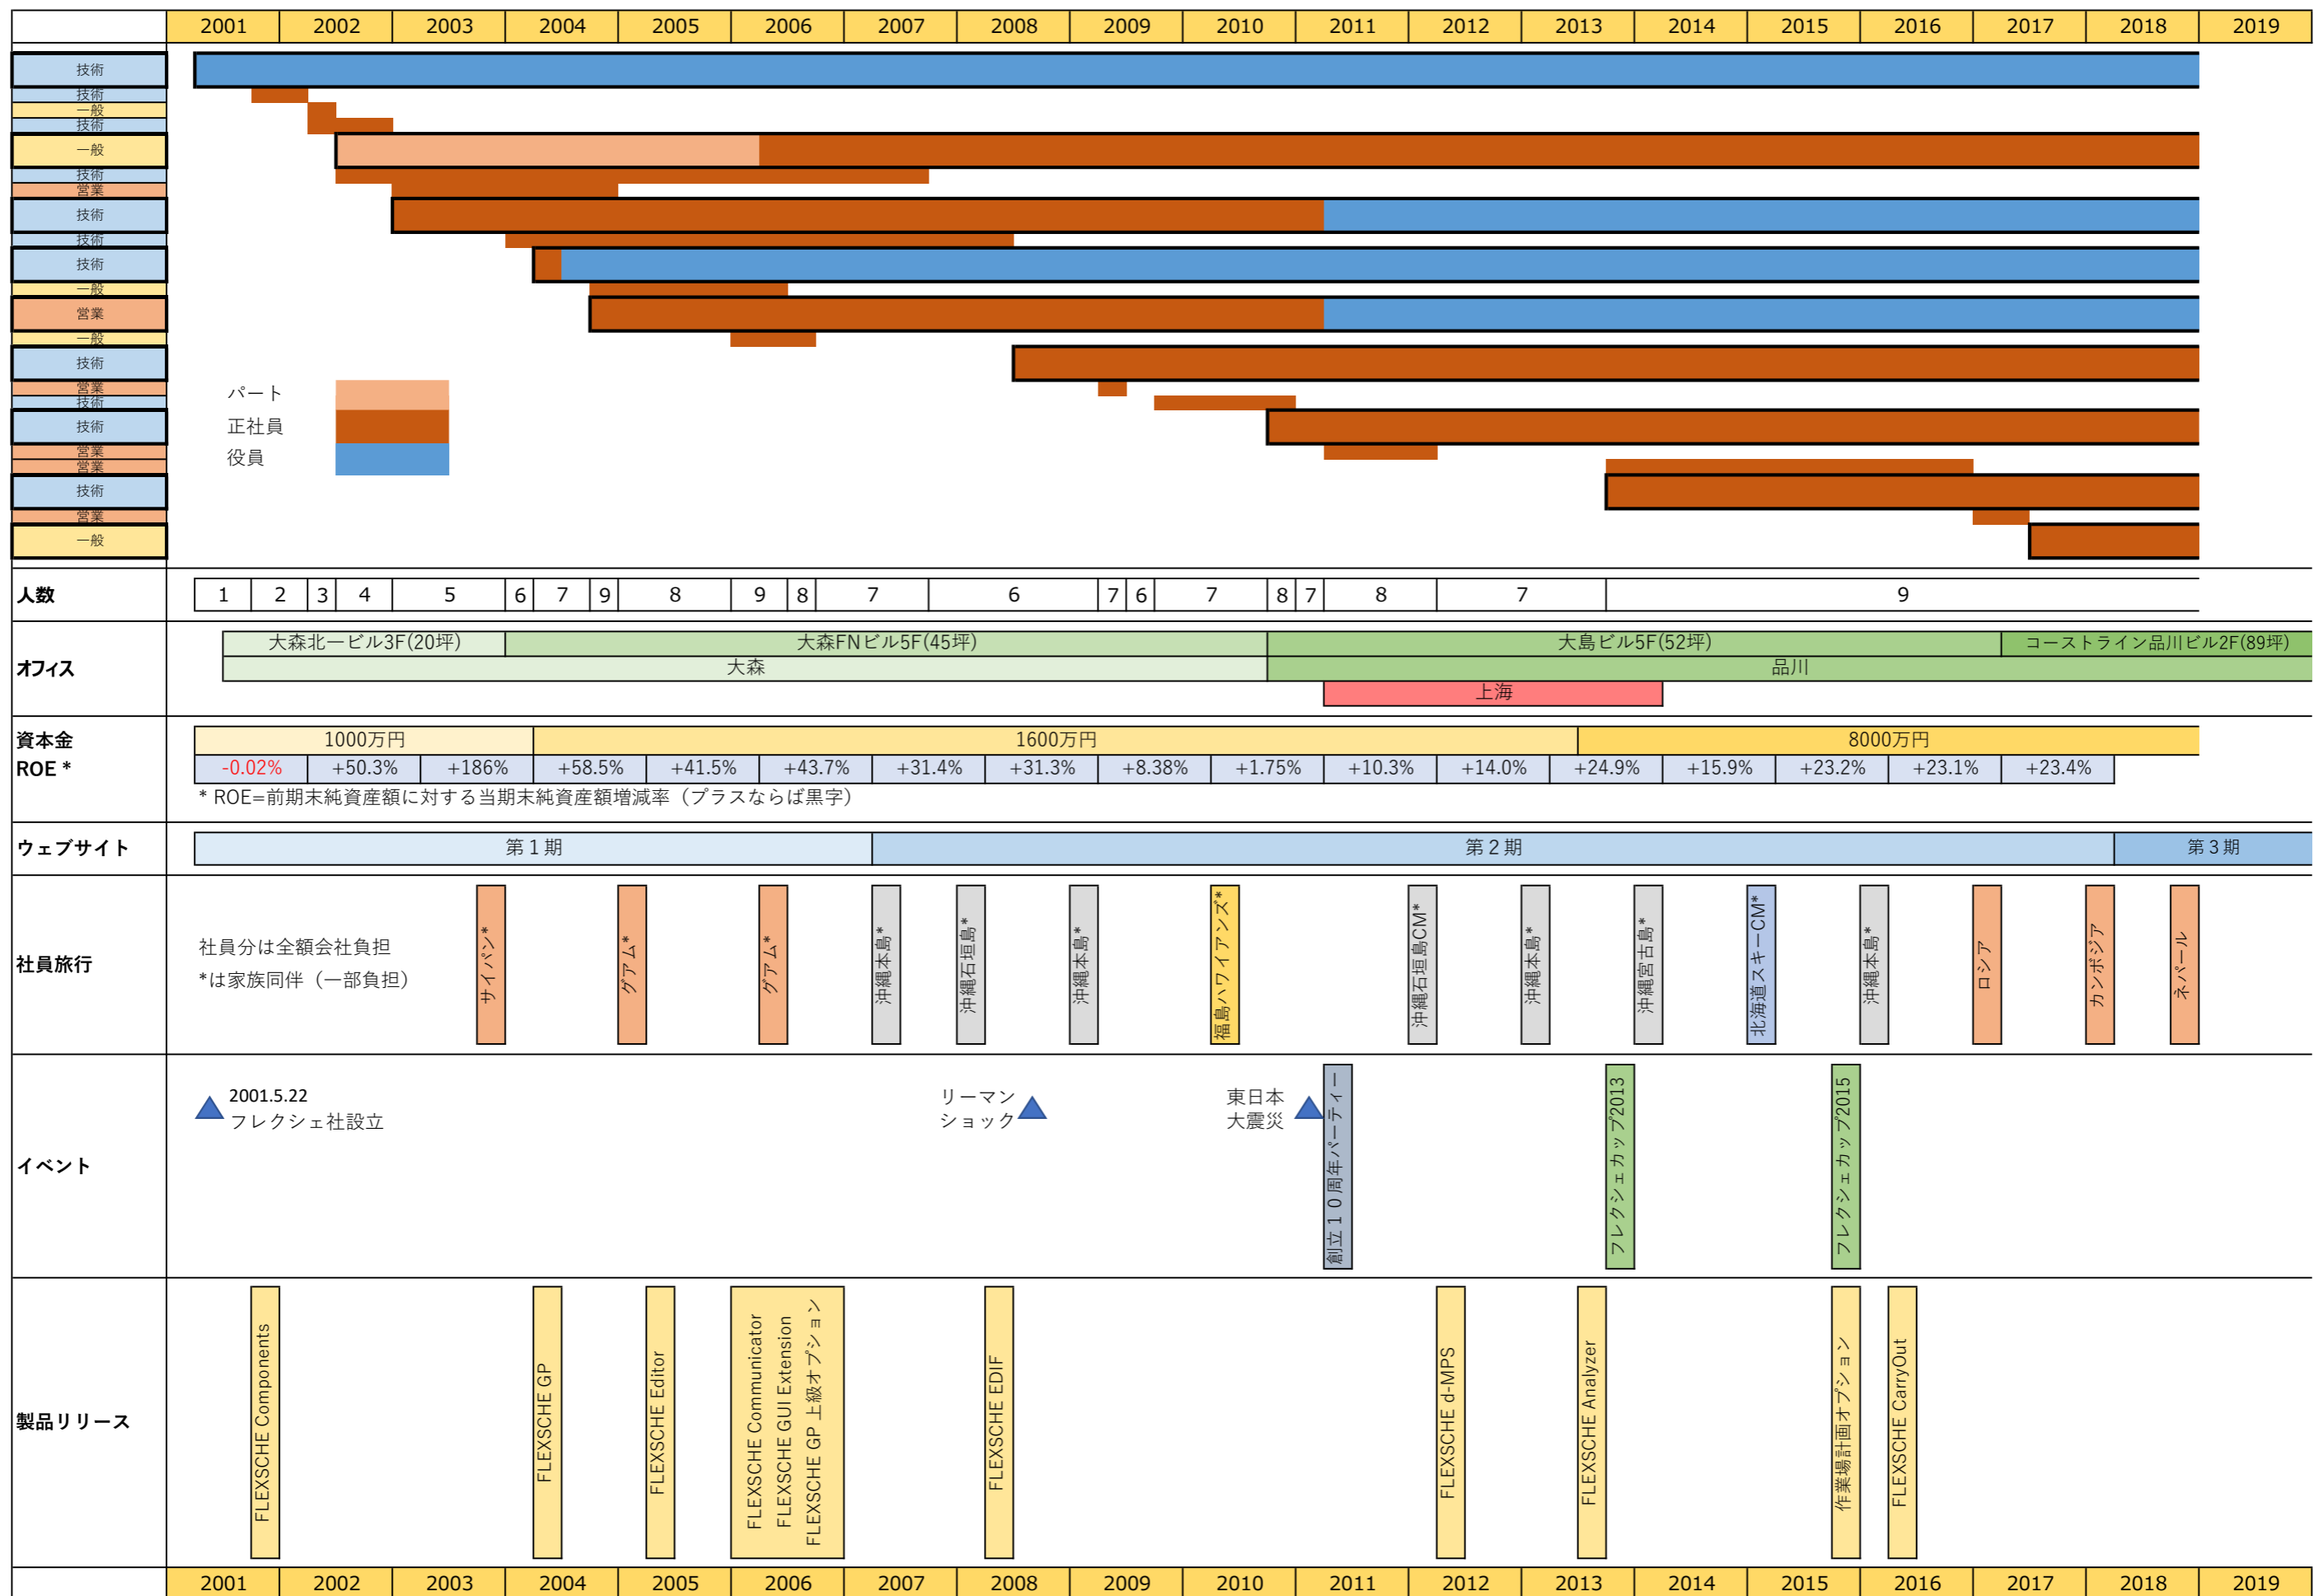 2001 2002 2003 2004 2005 2006 2007 2008 2009 2010 2011 2012 2013 2014 2015 2016 2017 2018 2019
技術
技術
一般
技術
一般
技術
営業
技術
技術
技術
一般
営業
一般
技術
営業
技術
技術
営業
営業
技術
営業
一般
パート
正社員
役員
人数 1 2 3 4 5 6 7 9 8 9 8 7 6 7 6 7 8 7 8 7 9
オフィス
大森北一ビル3F(20坪) 大森FNビル5F(45坪) 大島ビル5F(52坪) コーストライン品川ビル2F(89坪)
大森 品川
上海
資本金 1000万円 1600万円 8000万円
ROE * -0.02% +50.3% +186% +58.5% +41.5% +43.7% +31.4% +31.3% +8.38% +1.75% +10.3% +14.0% +24.9% +15.9% +23.2% +23.1% +23.4%
* ROE=前期末純資産額に対する当期末純資産額増減率（プラスならば黒字）
ウェブサイト 第１期 第２期 第３期
社員旅行
社員分は全額会社負担
*は家族同伴（一部負担）
サイパン*
グアム*
グアム*
沖縄本島*
沖縄石垣島*
沖縄本島*
福島ハワイアンズ*
沖縄石垣島CM*
沖縄本島*
沖縄宮古島*
北海道スキーCM*
沖縄本島*
ロシア
カンボジア
ネパール
イベント
2001.5.22
フレクシェ社設立
リーマン
ショック
東日本
大震災
創立１０周年パーティー
フレクシェカップ2013
フレクシェカップ2015
製品リリース
FLEXSCHE Components
FLEXSCHE GP
FLEXSCHE Editor
FLEXSCHE Communicator
FLEXSCHE GUI Extension
FLEXSCHE GP 上級オプション
FLEXSCHE EDIF
FLEXSCHE d-MPS
FLEXSCHE Analyzer
作業場計画オプション
FLEXSCHE CarryOut
2001 2002 2003 2004 2005 2006 2007 2008 2009 2010 2011 2012 2013 2014 2015 2016 2017 2018 2019